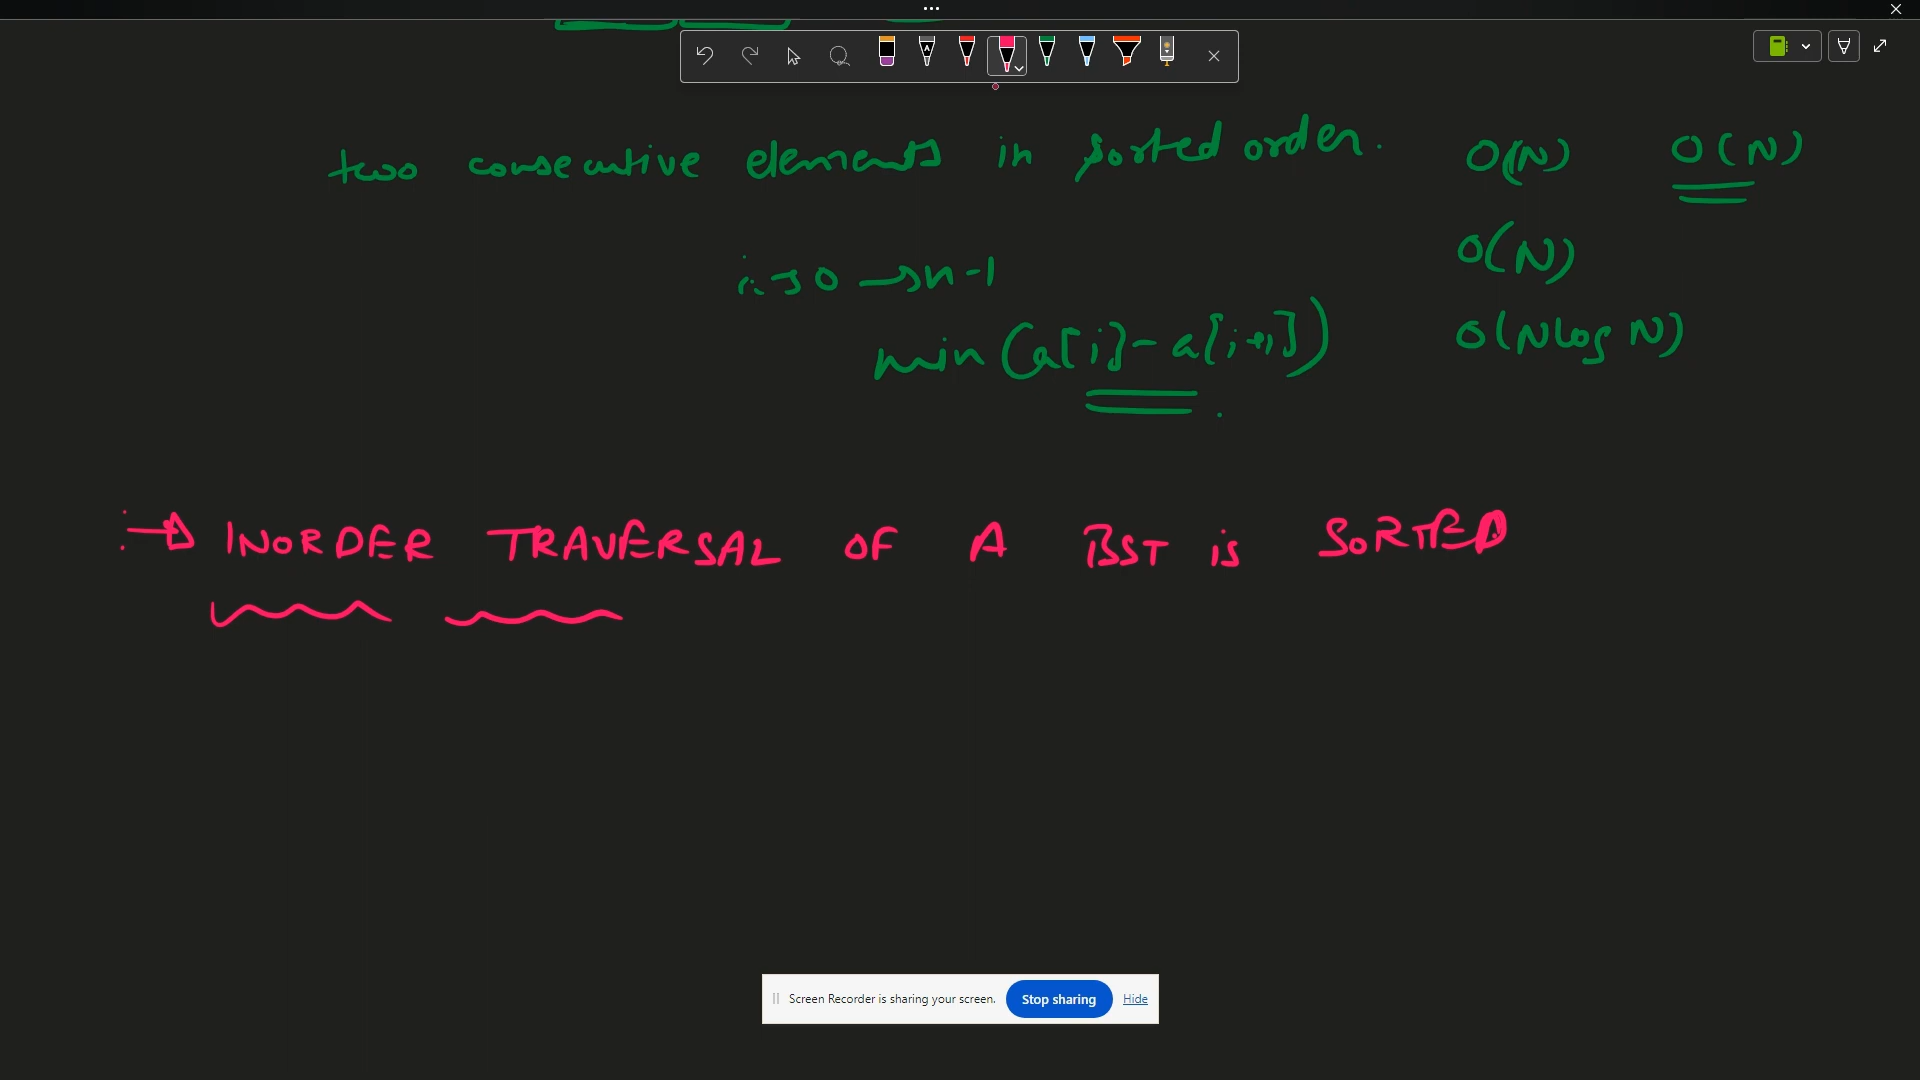 two consecutive elements in sorted order. O(N) O(N)
O(N)
i → 0 → n-1
min (a[i] - a[i+1]) O(N log N)
∴ → INORDER TRAVERSAL OF A BST is SORTED
Screen Recorder is sharing your screen. Stop sharing Hide